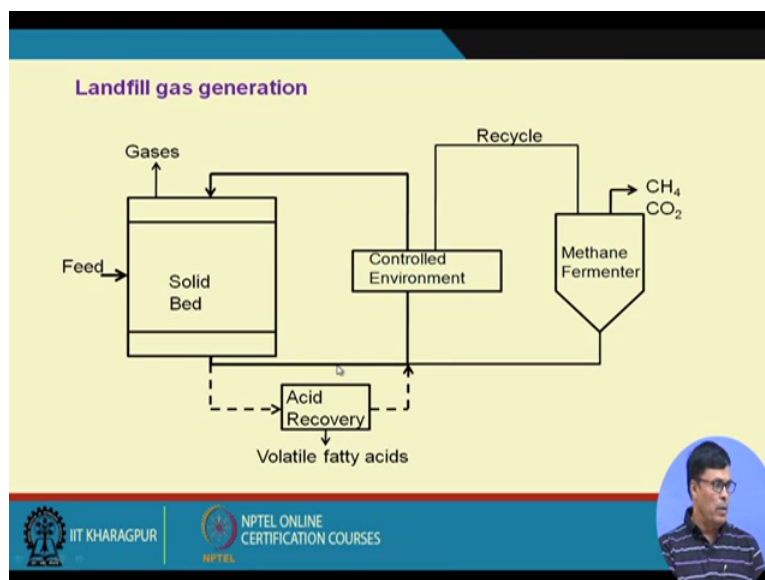 Landfill gas generation
Recycle
Gases
CH4
CO2
Controlled
Environment
Methane
Fermenter
Feed
Solid
Bed
Acid
Recovery
Volatile fatty acids
IIT KHARAGPUR
NPTEL ONLINE
CERTIFICATION COURSES
NPTEL